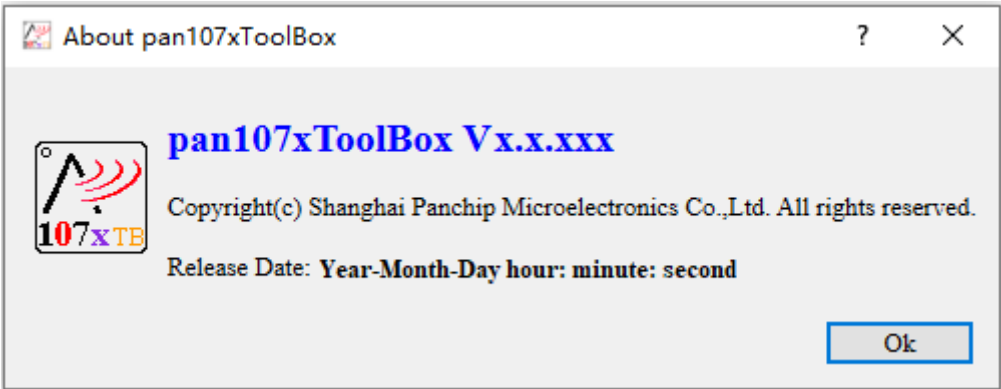 About pan107xToolBox
pan107xToolBox Vx.x.xxx
107xTB
Copyright(c) Shanghai Panchip Microelectronics Co.,Ltd. All rights reserved.
Release Date: Year-Month-Day hour: minute: second
Ok